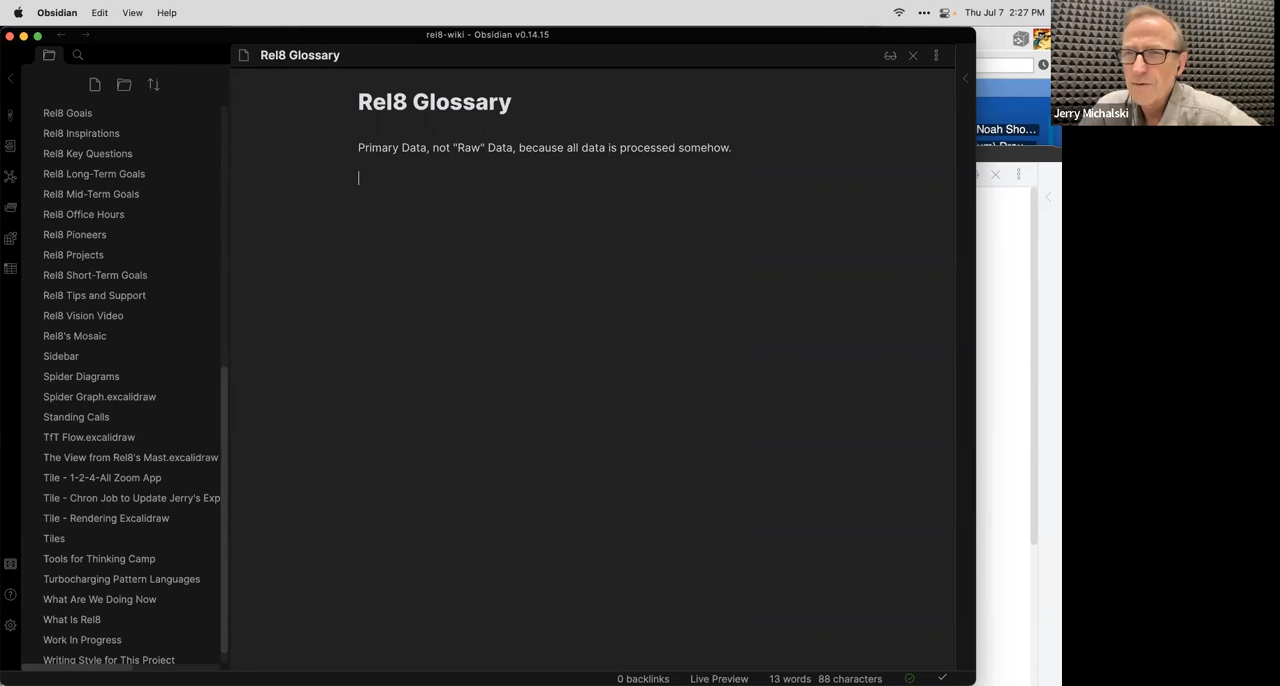 Obsidian Edit View Help
Thu Jul 7 2:27 PM
rel8-wiki - Obsidian v0.14.15
Rel8 Glossary
Jerry Michalski
Noah Sho...
Rel8 Glossary
Primary Data, not "Raw" Data, because all data is processed somehow.
Rel8 Goals
Rel8 Inspirations
Rel8 Key Questions
Rel8 Long-Term Goals
Rel8 Mid-Term Goals
Rel8 Office Hours
Rel8 Pioneers
Rel8 Projects
Rel8 Short-Term Goals
Rel8 Tips and Support
Rel8 Vision Video
Rel8's Mosaic
Sidebar
Spider Diagrams
Spider Graph.excalidraw
Standing Calls
TfT Flow.excalidraw
The View from Rel8's Mast.excalidraw
Tile - 1-2-4-All Zoom App
Tile - Chron Job to Update Jerry's Exp
Tile - Rendering Excalidraw
Tiles
Tools for Thinking Camp
Turbocharging Pattern Languages
What Are We Doing Now
What Is Rel8
Work In Progress
Writing Style for This Project
0 backlinks Live Preview 13 words 88 characters